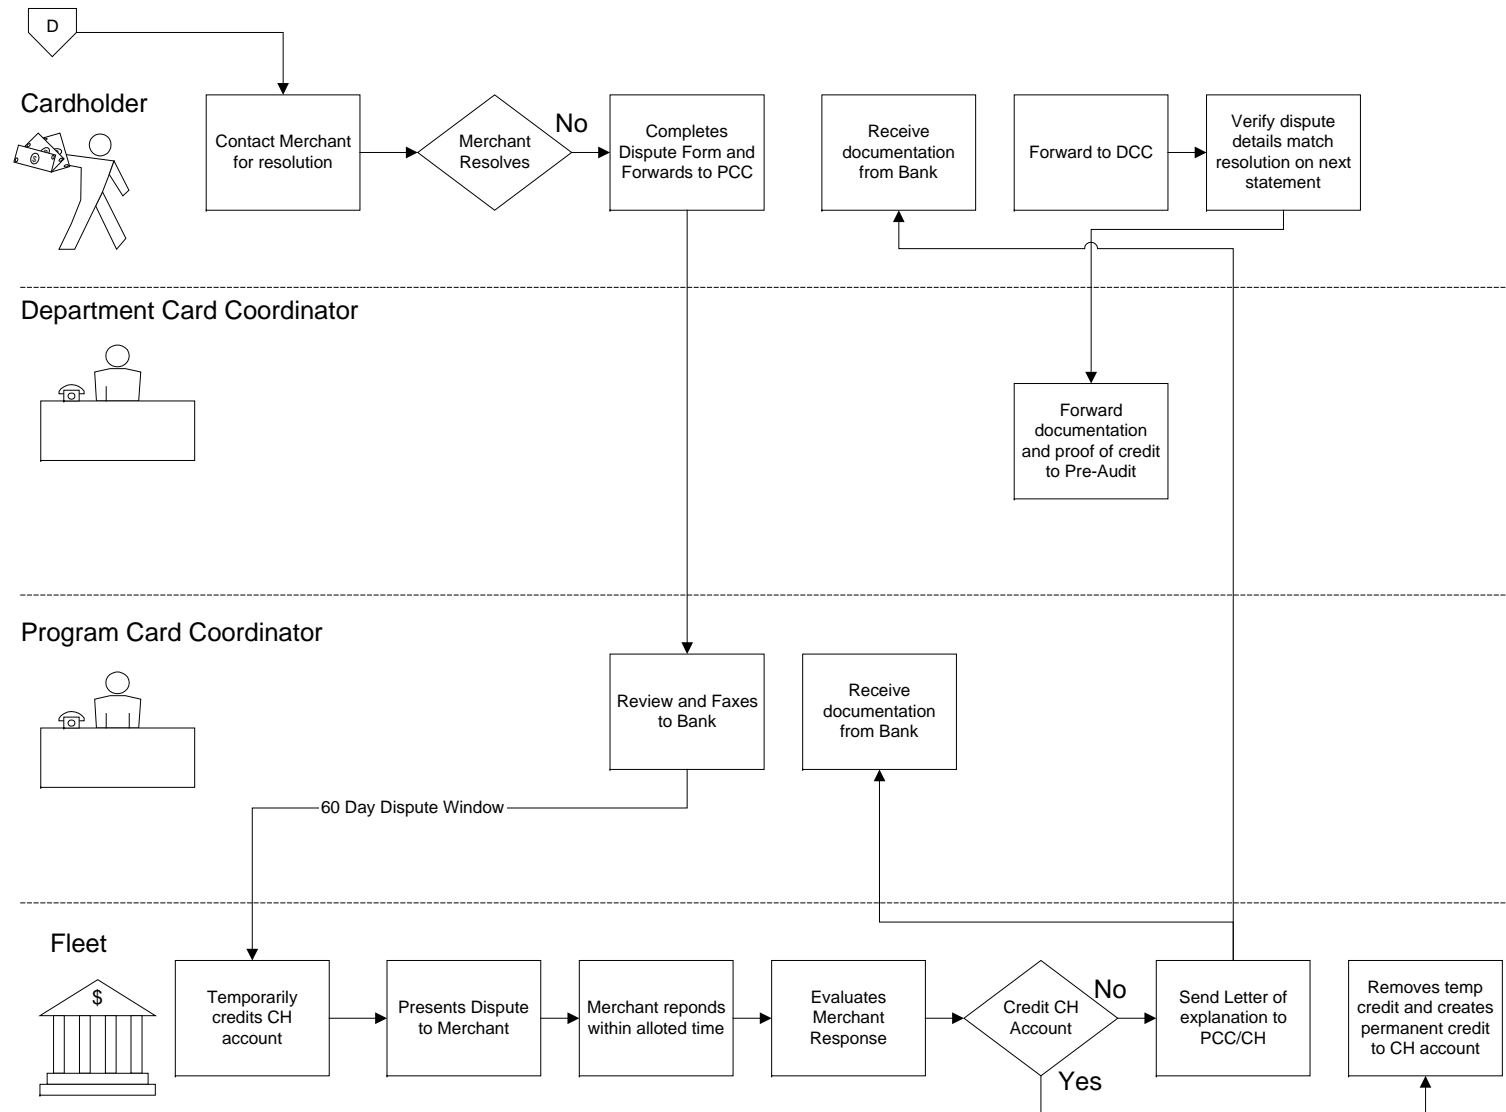 D
Cardholder
Contact Merchant
for resolution
Merchant
Resolves
No
Completes
Dispute Form and
Forwards to PCC
Receive
documentation
from Bank
Forward to DCC
Verify dispute
details match
resolution on next
statement
Department Card Coordinator
Forward
documentation
and proof of credit
to Pre-Audit
Program Card Coordinator
Review and Faxes
to Bank
Receive
documentation
from Bank
60 Day Dispute Window
Fleet
$
Temporarily
credits CH
account
Presents Dispute
to Merchant
Merchant reponds
within alloted time
Evaluates
Merchant
Response
Credit CH
Account
No
Yes
Send Letter of
explanation to
PCC/CH
Removes temp
credit and creates
permanent credit
to CH account